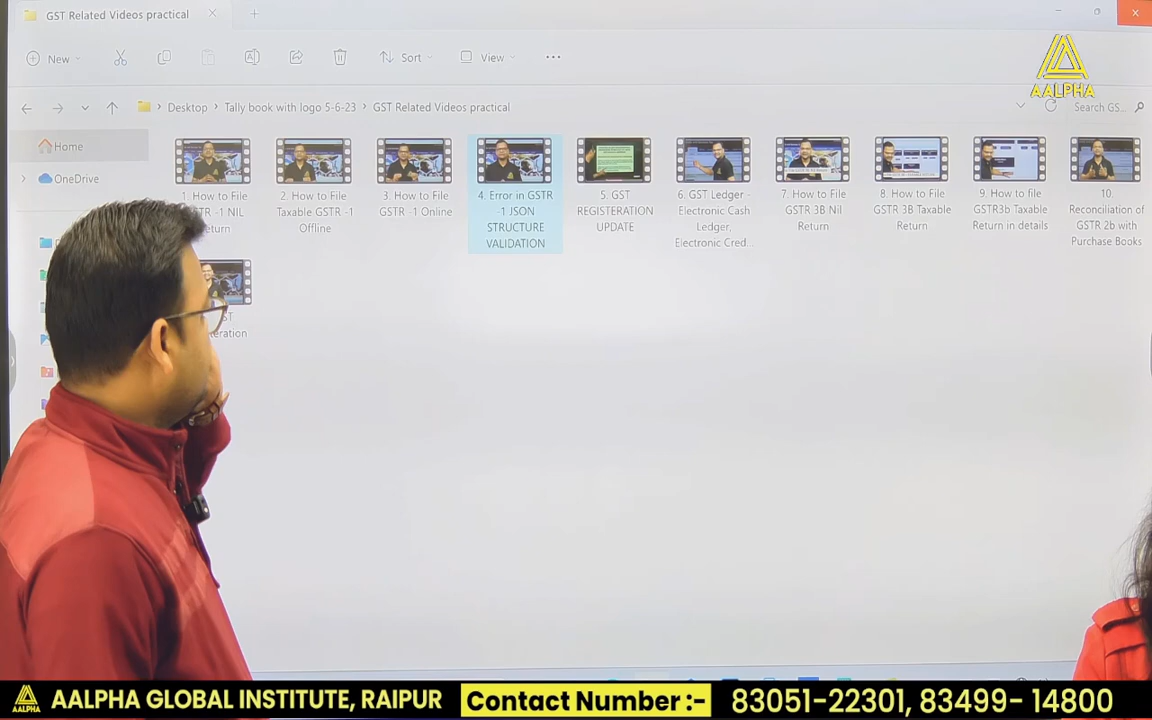 GST Related Videos practical
New
Sort
View
AALPHA
Desktop > Tally book with logo 5-6-23 > GST Related Videos practical
Search GS...
Home
OneDrive
1. How to File
-1 NIL
2. How to File
Taxable GSTR -1
Offline
3. How to File
GSTR -1 Online
4. Error in GSTR
-1 JSON
STRUCTURE
VALIDATION
5. GST
REGISTERATION
UPDATE
6. GST Ledger -
Electronic Cash
Ledger,
Electronic Cred...
7. How to File
GSTR 3B Nil
Return
8. How to File
GSTR 3B Taxable
Return
9. How to file
GSTR3b Taxable
Return in details
10.
Reconciliation of
GSTR 2b with
Purchase Books
AALPHA GLOBAL INSTITUTE, RAIPUR
Contact Number :-
83051-22301, 83499- 14800